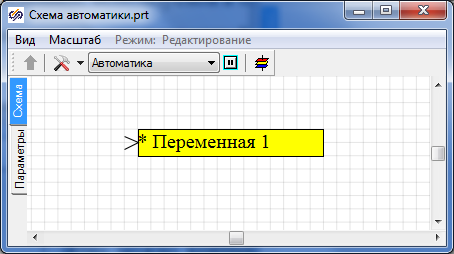 Схема автоматики.prt
Вид Масштаб Режим: Редактирование
Автоматика
Схема
Параметры
* Переменная 1